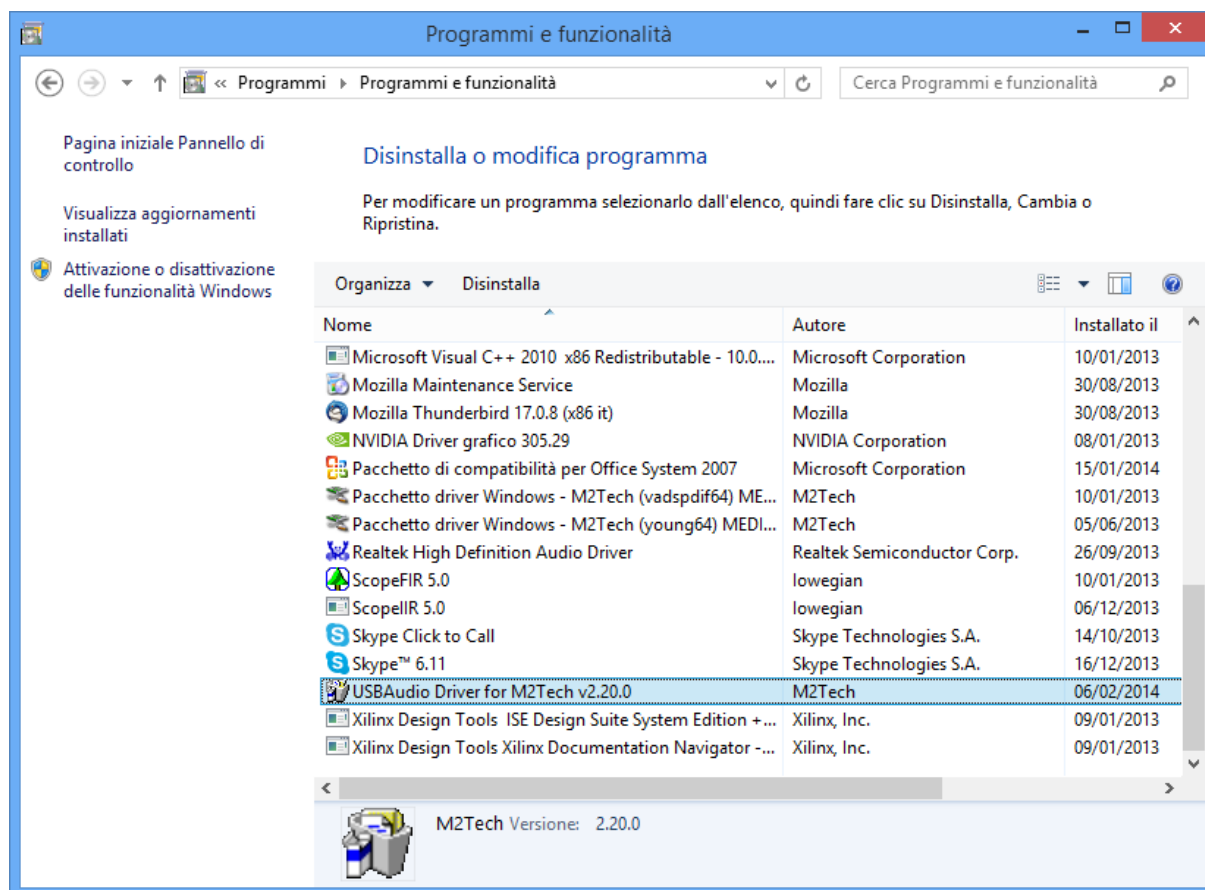 Programmi e funzionalità
« Programmi Programmi e funzionalità
Cerca Programmi e funzionalità
Pagina iniziale Pannello di
controllo
Visualizza aggiornamenti
installati
Attivazione o disattivazione
delle funzionalità Windows
Disinstalla o modifica programma
Per modificare un programma selezionarlo dall'elenco, quindi fare clic su Disinstalla, Cambia o
Ripristina.
Organizza Disinstalla
Nome Autore Installato il
Microsoft Visual C++ 2010 x86 Redistributable - 10.0.... Microsoft Corporation 10/01/2013
Mozilla Maintenance Service Mozilla 30/08/2013
Mozilla Thunderbird 17.0.8 (x86 it) Mozilla 30/08/2013
NVIDIA Driver grafico 305.29 NVIDIA Corporation 08/01/2013
Pacchetto di compatibilità per Office System 2007 Microsoft Corporation 15/01/2014
Pacchetto driver Windows - M2Tech (vadspdif64) ME... M2Tech 10/01/2013
Pacchetto driver Windows - M2Tech (young64) MEDI... M2Tech 05/06/2013
Realtek High Definition Audio Driver Realtek Semiconductor Corp. 26/09/2013
ScopeFIR 5.0 Iowegian 10/01/2013
ScopeIIR 5.0 Iowegian 06/12/2013
Skype Click to Call Skype Technologies S.A. 14/10/2013
Skype™ 6.11 Skype Technologies S.A. 16/12/2013
USBAudio Driver for M2Tech v2.20.0 M2Tech 06/02/2014
Xilinx Design Tools ISE Design Suite System Edition +... Xilinx, Inc. 09/01/2013
Xilinx Design Tools Xilinx Documentation Navigator -... Xilinx, Inc. 09/01/2013
M2Tech Versione: 2.20.0